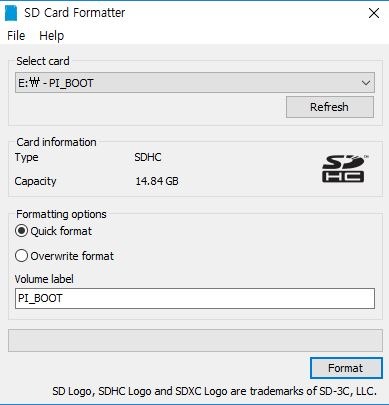 SD Card Formatter
File Help
Select card
E:₩ - PI_BOOT
Refresh
Card information
Type SDHC
Capacity 14.84 GB
SD HC ™
Formatting options
Quick format
Overwrite format
Volume label
PI_BOOT
Format
SD Logo, SDHC Logo and SDXC Logo are trademarks of SD-3C, LLC.